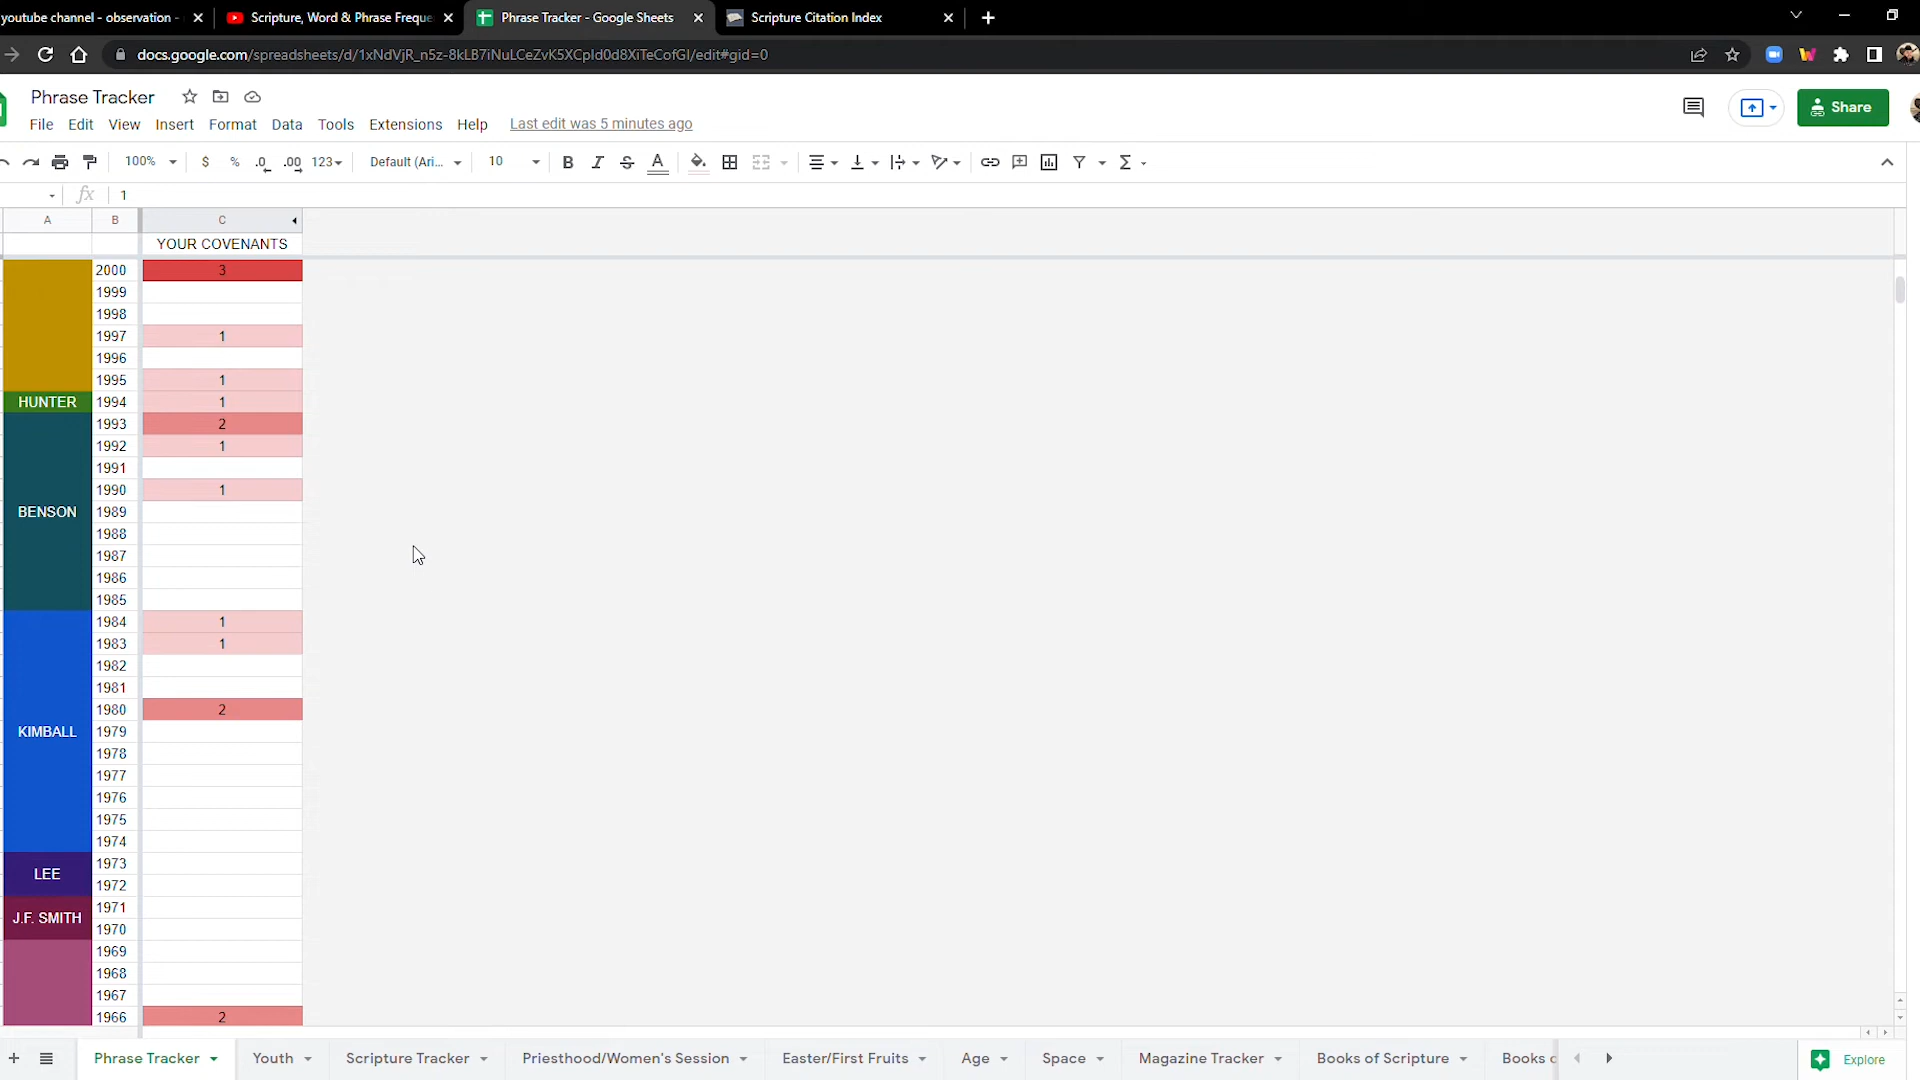 youtube channel - observation -
Scripture, Word & Phrase Freque
Phrase Tracker - Google Sheets
Scripture Citation Index
docs.google.com/spreadsheets/d/1xNdVjR_n5z-8kLB7iNuLCeZvK5XCpId0d8XiTeCofGI/edit#gid=0
Phrase Tracker
Share
File Edit View Insert Format Data Tools Extensions Help Last edit was 5 minutes ago
100% $ % .0 .00 123 Default (Ari... 10 B I S A Σ
fx 1
A B C
YOUR COVENANTS
2000 3
1999
1998
1997 1
1996
1995 1
HUNTER 1994 1
1993 2
1992 1
1991
1990 1
BENSON 1989
1988
1987
1986
1985
1984 1
1983 1
1982
1981
1980 2
KIMBALL 1979
1978
1977
1976
1975
1974
1973
LEE
1972
1971
J.F. SMITH
1970
1969
1968
1967
1966 2
Phrase Tracker Youth Scripture Tracker Priesthood/Women's Session Easter/First Fruits Age Space Magazine Tracker Books of Scripture Books Explore